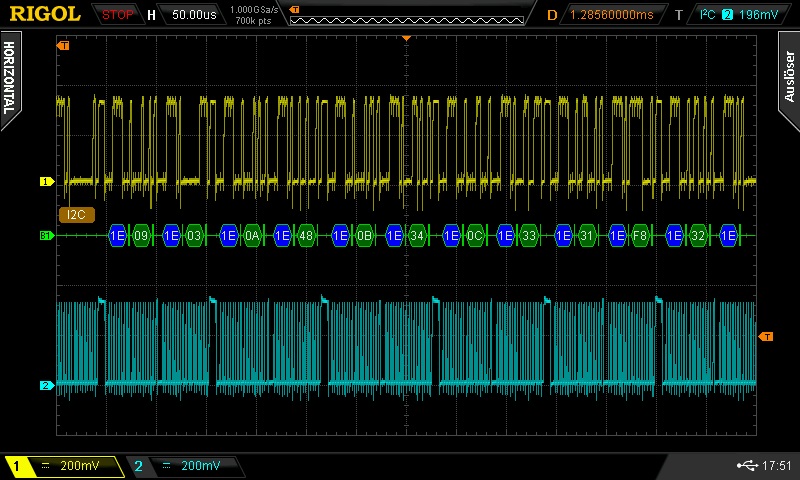 RIGOL STOP H 50.00us 1.000GSa/s 700k pts T D 1.28560000ms T I²C 2 196mV
HORIZONTAL
Auslöser
T
1
I2C
B1 1E 09 1E 03 1E 0A 1E 48 1E 0B 1E 34 1E 0C 1E 33 1E 31 1E F8 1E 32 1E
T
2
1 200mV 2 200mV 17:51